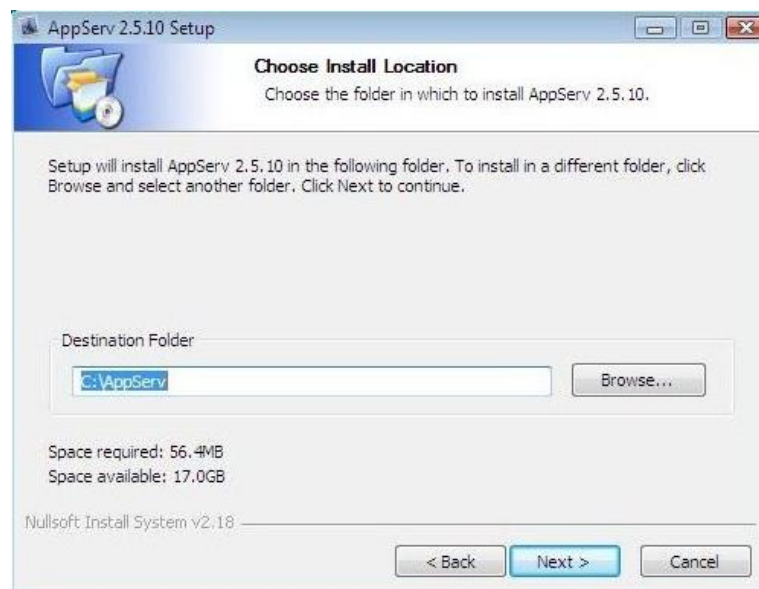 AppServ 2.5.10 Setup
Choose Install Location
Choose the folder in which to install AppServ 2.5.10.
Setup will install AppServ 2.5.10 in the following folder. To install in a different folder, click
Browse and select another folder. Click Next to continue.
Destination Folder
C:\AppServ
Browse...
Space required: 56.4MB
Space available: 17.0GB
Nullsoft Install System v2.18
< Back
Next >
Cancel